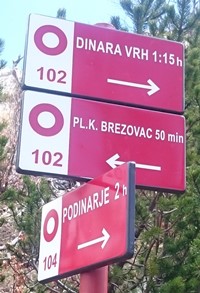 DINARA VRH 1:15 h
102
PL.K. BREZOVAC 50 min
102
PODINARJE 2 h
104